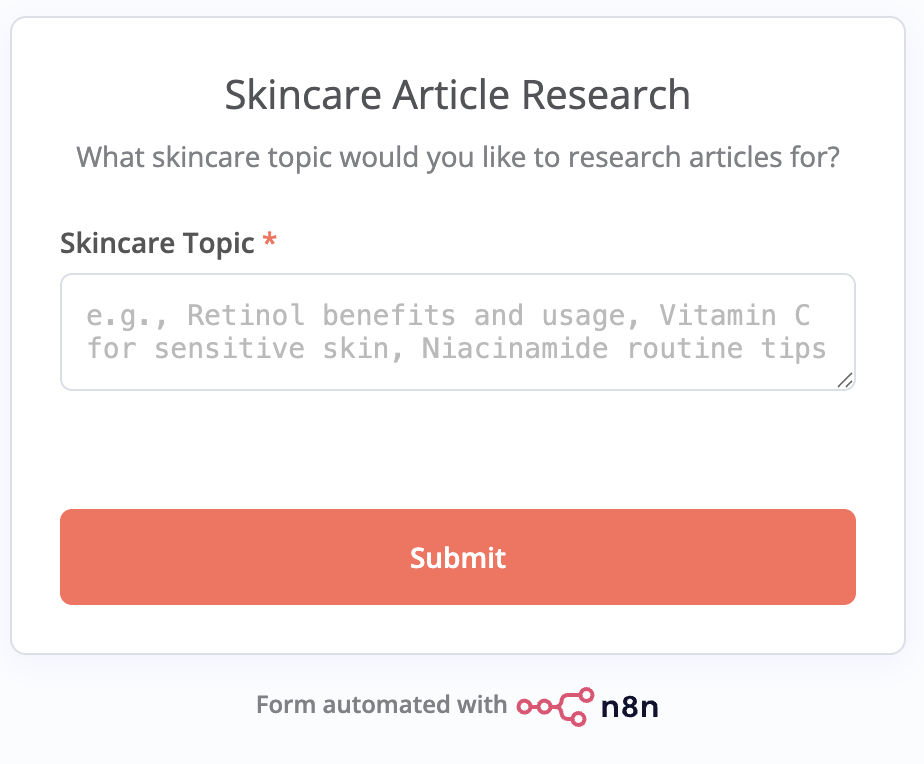 Skincare Article Research
What skincare topic would you like to research articles for?
Skincare Topic *
e.g., Retinol benefits and usage, Vitamin C
for sensitive skin, Niacinamide routine tips
Submit
Form automated with n8n